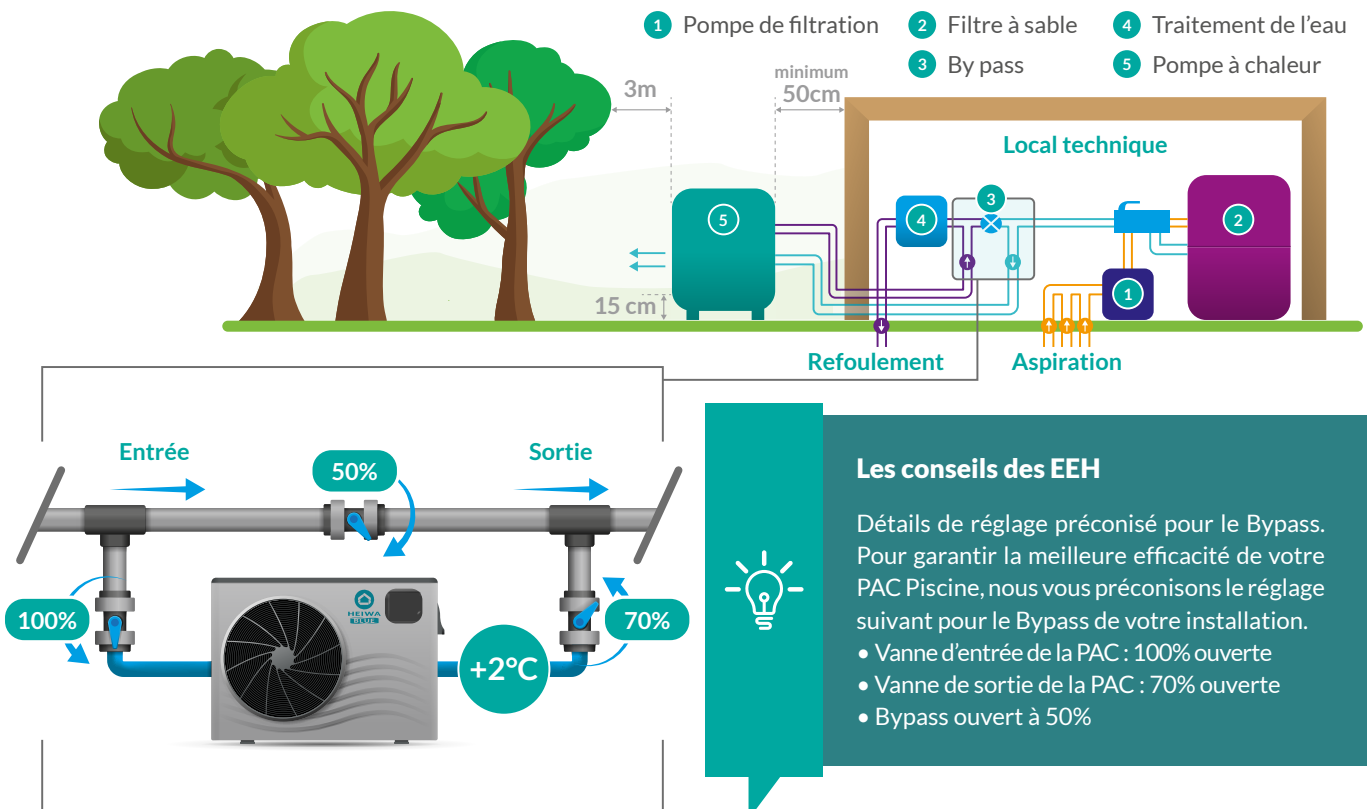 1 Pompe de filtration
2 Filtre à sable
4 Traitement de l'eau
3 By pass
5 Pompe à chaleur
3m
minimum
50cm
Local technique
5
4
3
2
1
15 cm
Refoulement
Aspiration
Entrée
50%
Sortie
100%
HEIWA
BLUE
+2°C
70%
Les conseils des EEH
Détails de réglage préconisé pour le Bypass.
Pour garantir la meilleure efficacité de votre
PAC Piscine, nous vous préconisons le réglage
suivant pour le Bypass de votre installation.
• Vanne d'entrée de la PAC : 100% ouverte
• Vanne de sortie de la PAC : 70% ouverte
• Bypass ouvert à 50%